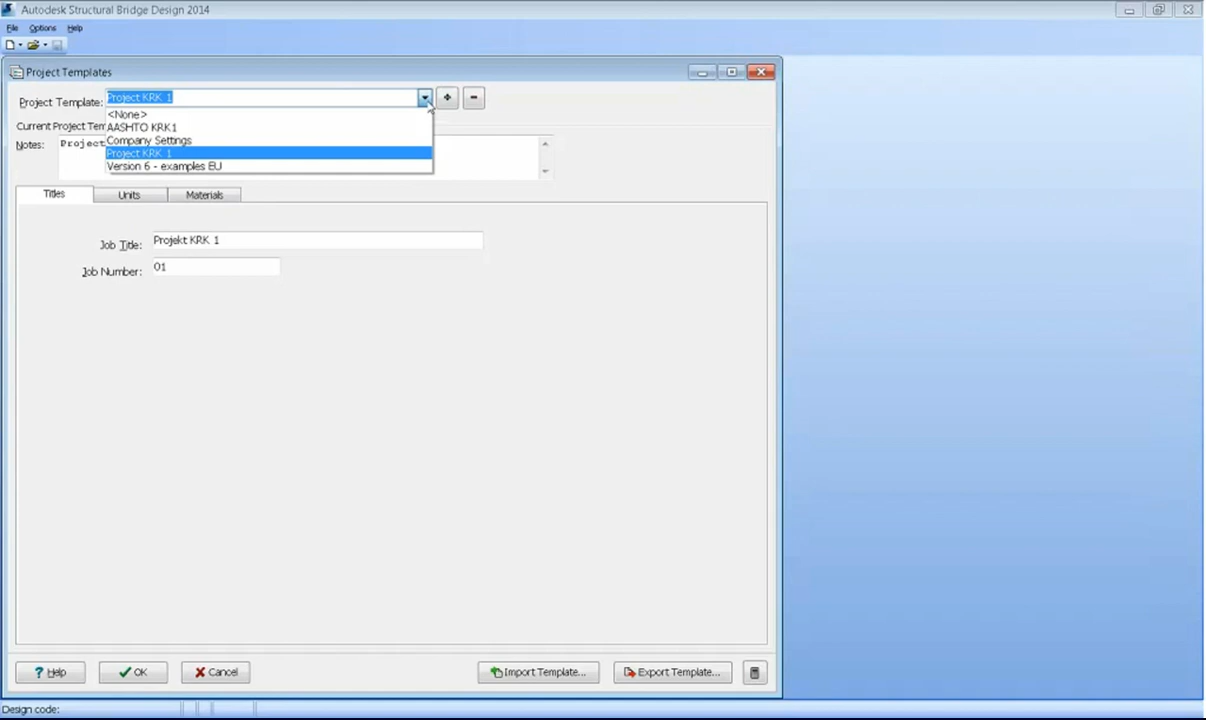 Autodesk Structural Bridge Design 2014
File Options Help
Project Templates
Project Template: Project KRK 1
<None>
Current Project Tem AASHTO KRK1
Notes: Project Company Settings
Project KRK 1
Version 6 - examples EU
Titles Units Materials
Job Title: Projekt KRK 1
Job Number: 01
? Help OK Cancel Import Template... Export Template...
Design code: